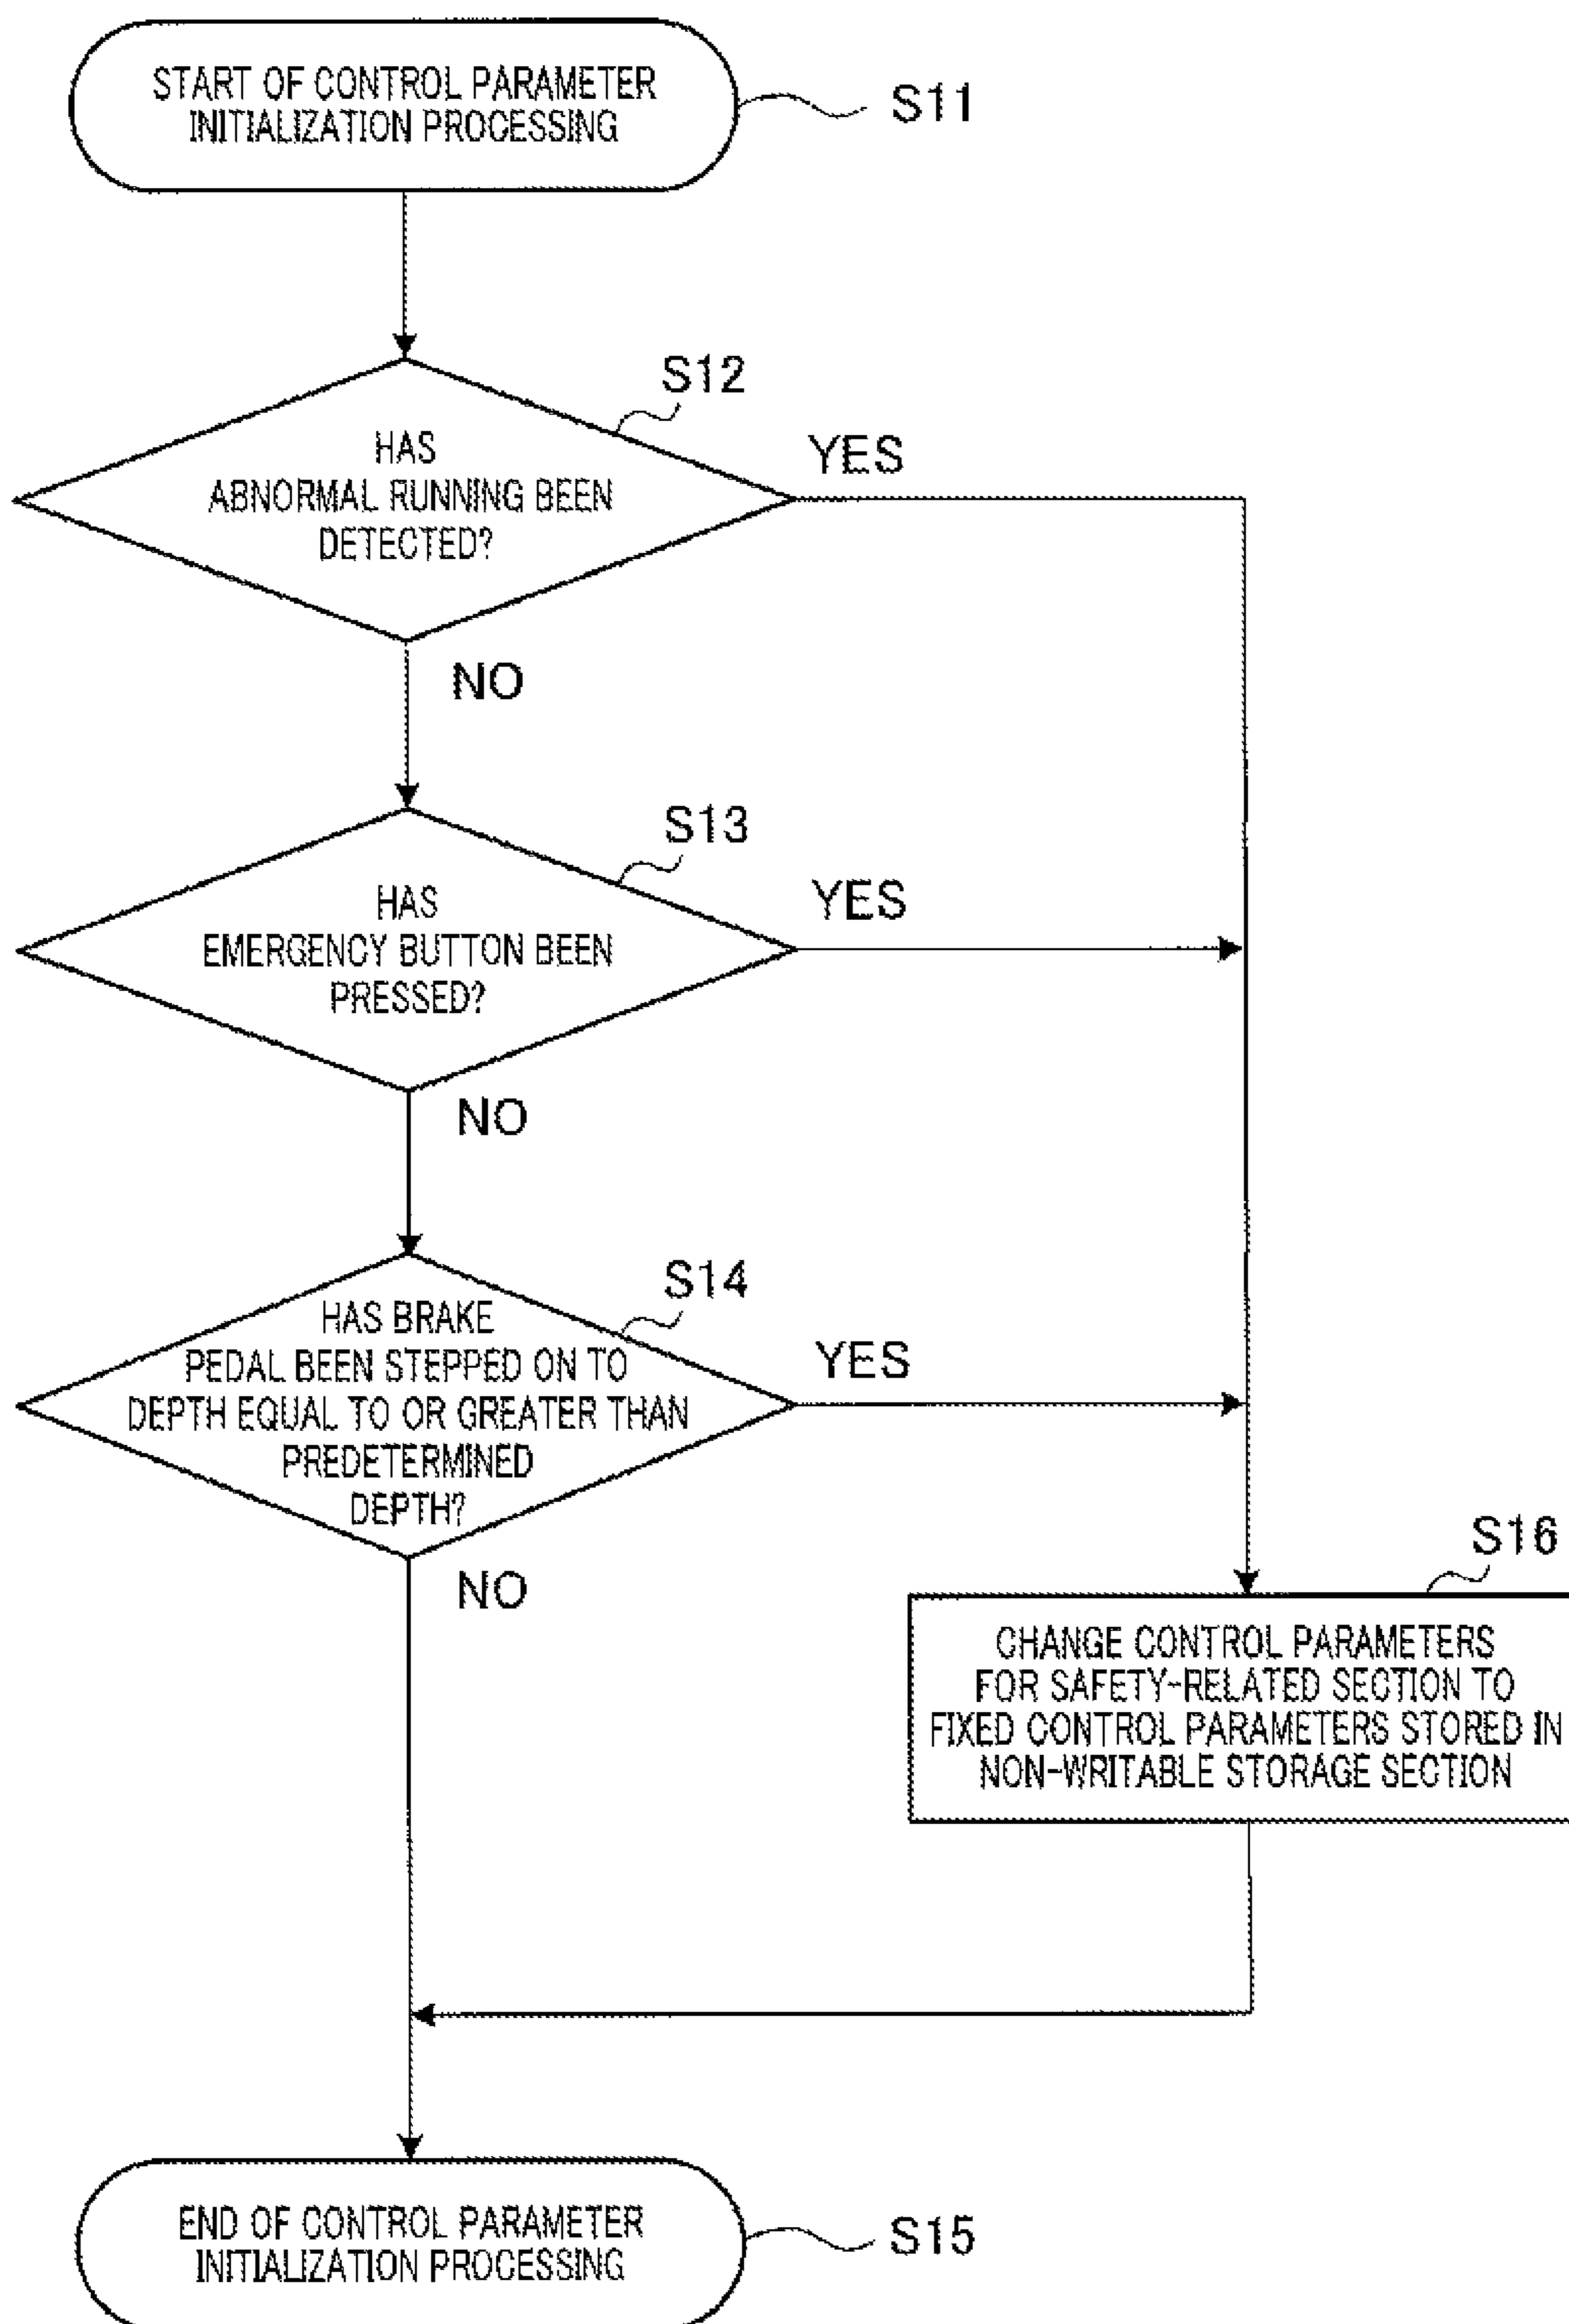 START OF CONTROL PARAMETER
INITIALIZATION PROCESSING
S11
S12
HAS
ABNORMAL RUNNING BEEN
DETECTED?
YES
NO
S13
HAS
EMERGENCY BUTTON BEEN
PRESSED?
YES
NO
S14
HAS BRAKE
PEDAL BEEN STEPPED ON TO
DEPTH EQUAL TO OR GREATER THAN
PREDETERMINED
DEPTH?
YES
NO
S16
CHANGE CONTROL PARAMETERS
FOR SAFETY-RELATED SECTION TO
FIXED CONTROL PARAMETERS STORED IN
NON-WRITABLE STORAGE SECTION
END OF CONTROL PARAMETER
INITIALIZATION PROCESSING
S15